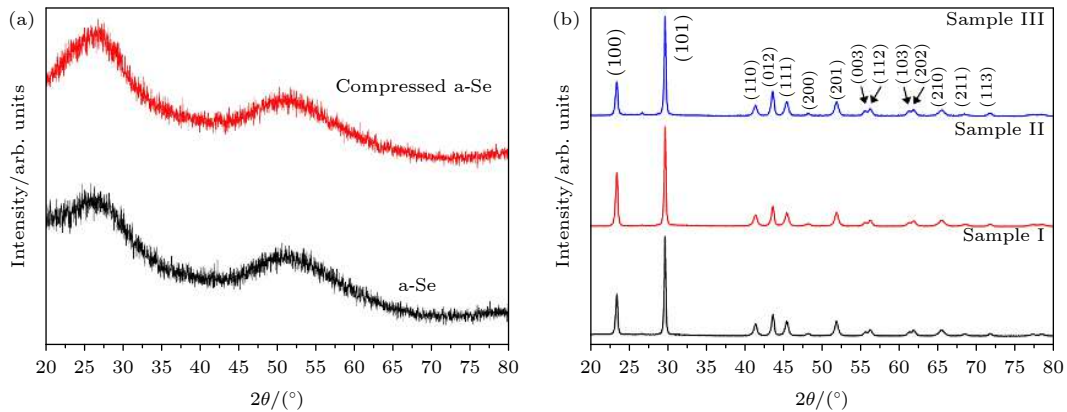 (a)
Compressed a-Se
a-Se
Intensity/arb. units
20 25 30 35 40 45 50 55 60 65 70 75 80
2θ/(°)
(b)
Sample III
(100)
(101)
(110)
(012)
(111)
(200)
(201)
(003)
(112)
(103)
(202)
(210)
(211)
(113)
Sample II
Sample I
Intensity/arb. units
20 25 30 35 40 45 50 55 60 65 70 75 80
2θ/(°)